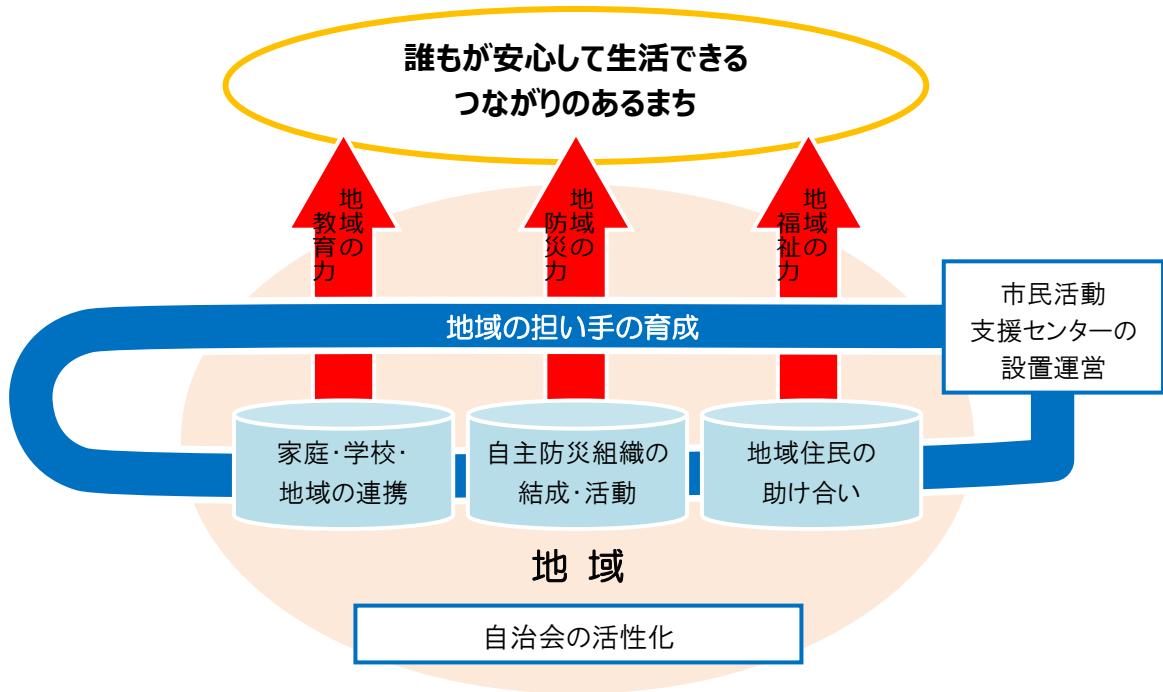 誰もが安心して生活できる
つながりのあるまち
地域の
教育力
地域の
防災力
地域の
福祉力
市民活動
支援センターの
設置運営
地域の担い手の育成
家庭・学校・
地域の連携
自主防災組織の
結成・活動
地域住民の
助け合い
地 域
自治会の活性化